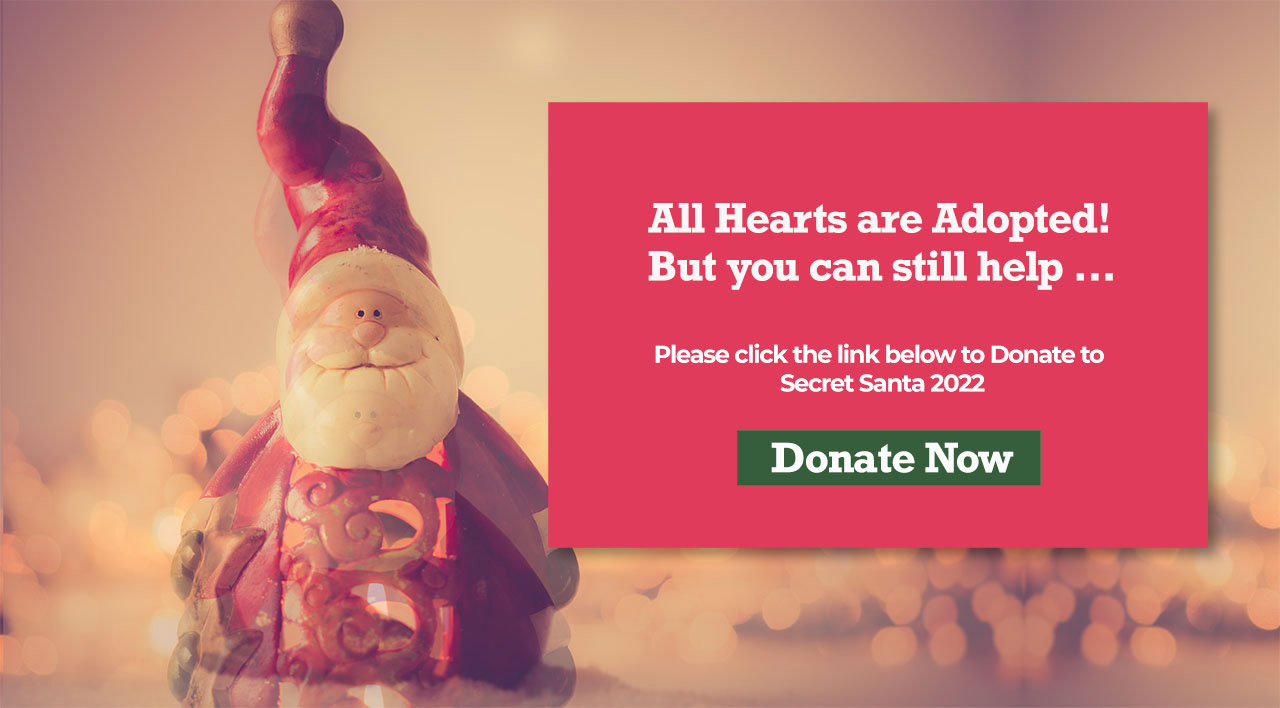 All Hearts are Adopted!
But you can still help ...
Please click the link below to Donate to
Secret Santa 2022
Donate Now